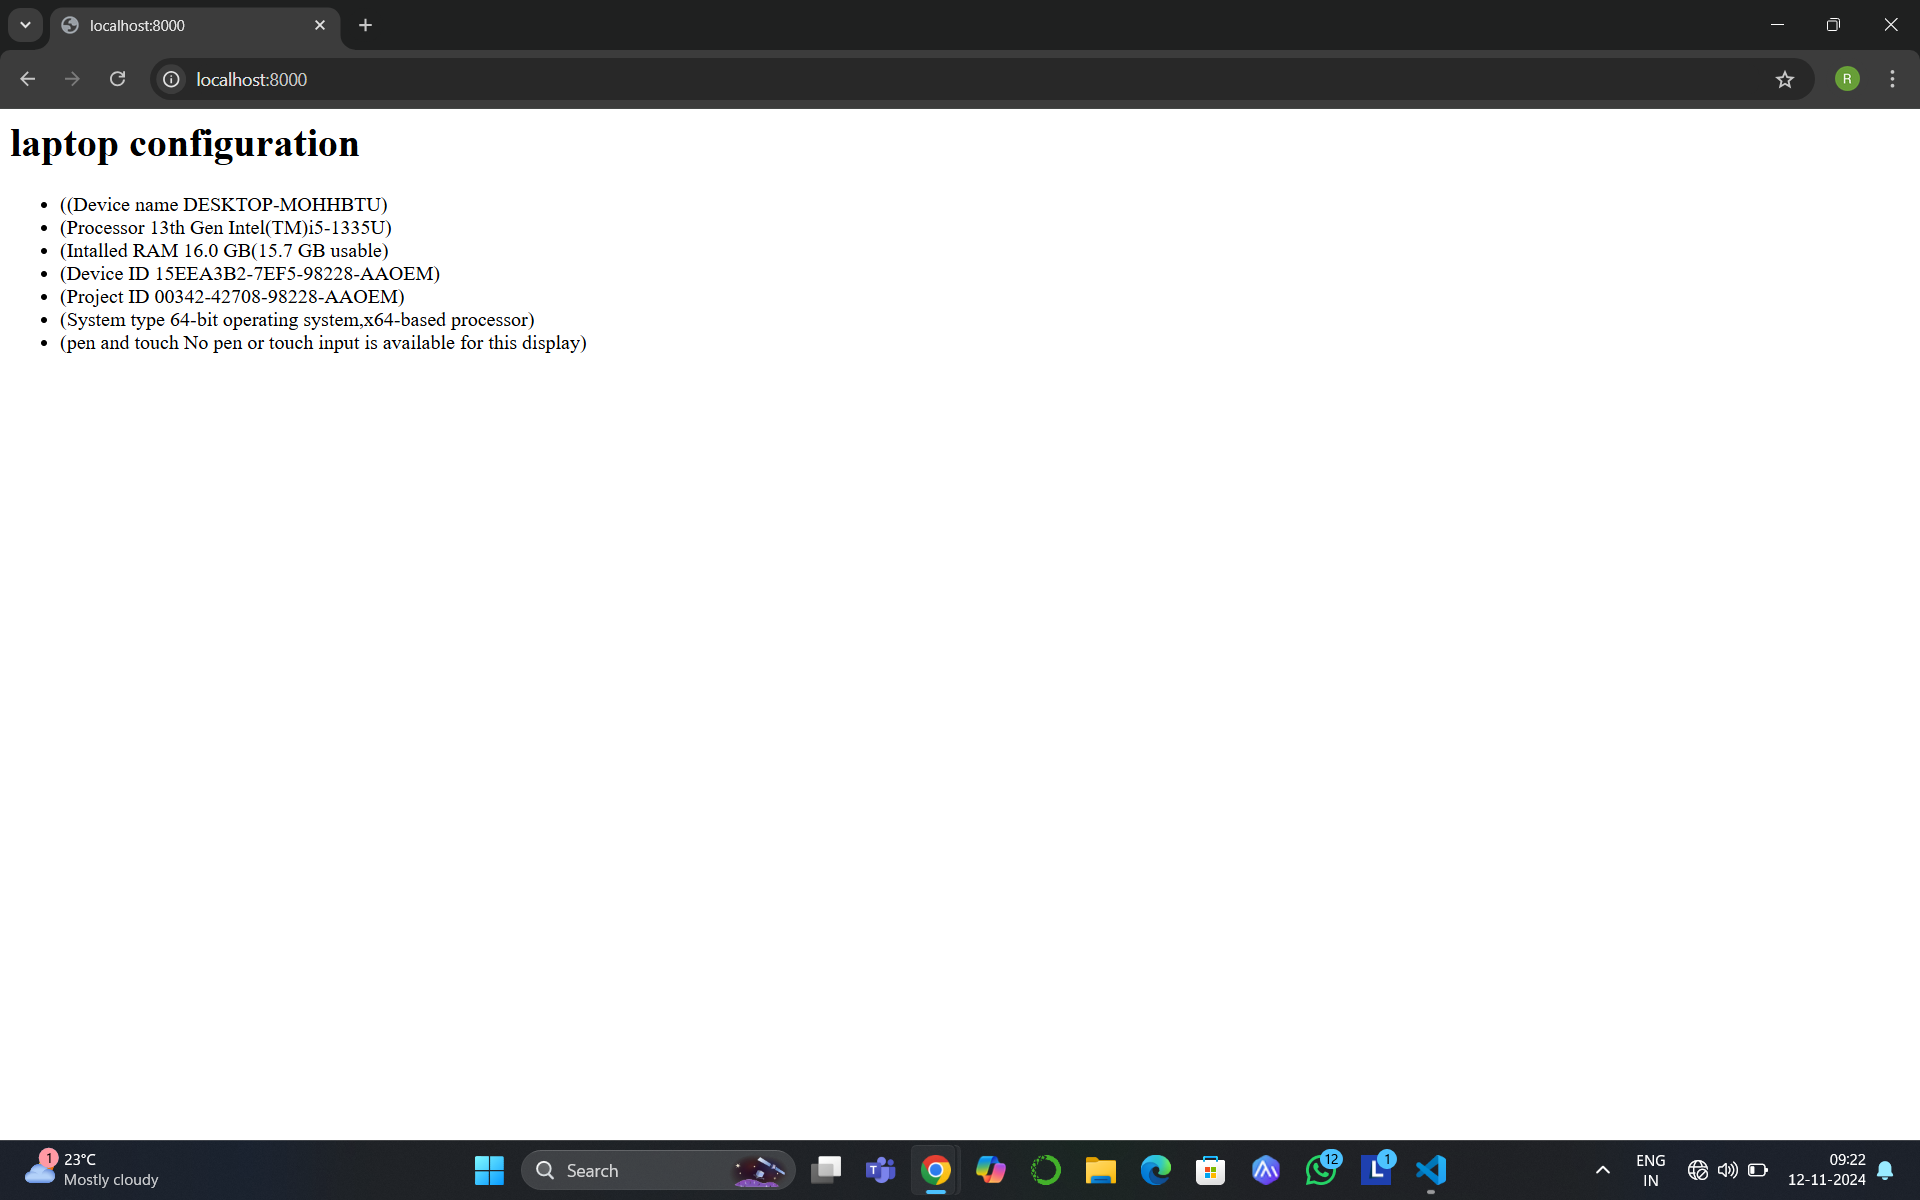 localhost:8000
localhost:8000
R
laptop configuration
• ((Device name DESKTOP-MOHHBTU)
• (Processor 13th Gen Intel(TM)i5-1335U)
• (Intalled RAM 16.0 GB(15.7 GB usable)
• (Device ID 15EEA3B2-7EF5-98228-AAOEM)
• (Project ID 00342-42708-98228-AAOEM)
• (System type 64-bit operating system,x64-based processor)
• (pen and touch No pen or touch input is available for this display)
1
23°C
Mostly cloudy
Search
T
12
L
1
ENG
IN
09:22
12-11-2024